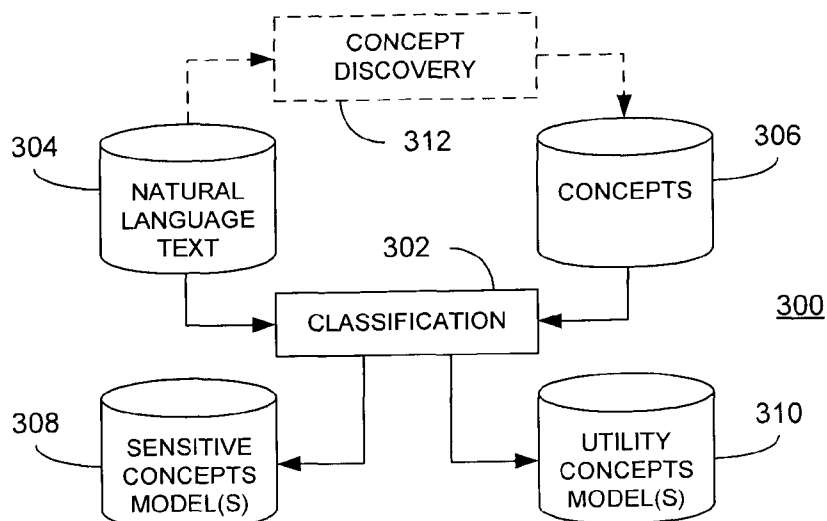 CONCEPT
DISCOVERY
312
304
306
NATURAL
LANGUAGE
TEXT
CONCEPTS
302
CLASSIFICATION
300
308
SENSITIVE
CONCEPTS
MODEL(S)
UTILITY
CONCEPTS
MODEL(S)
310